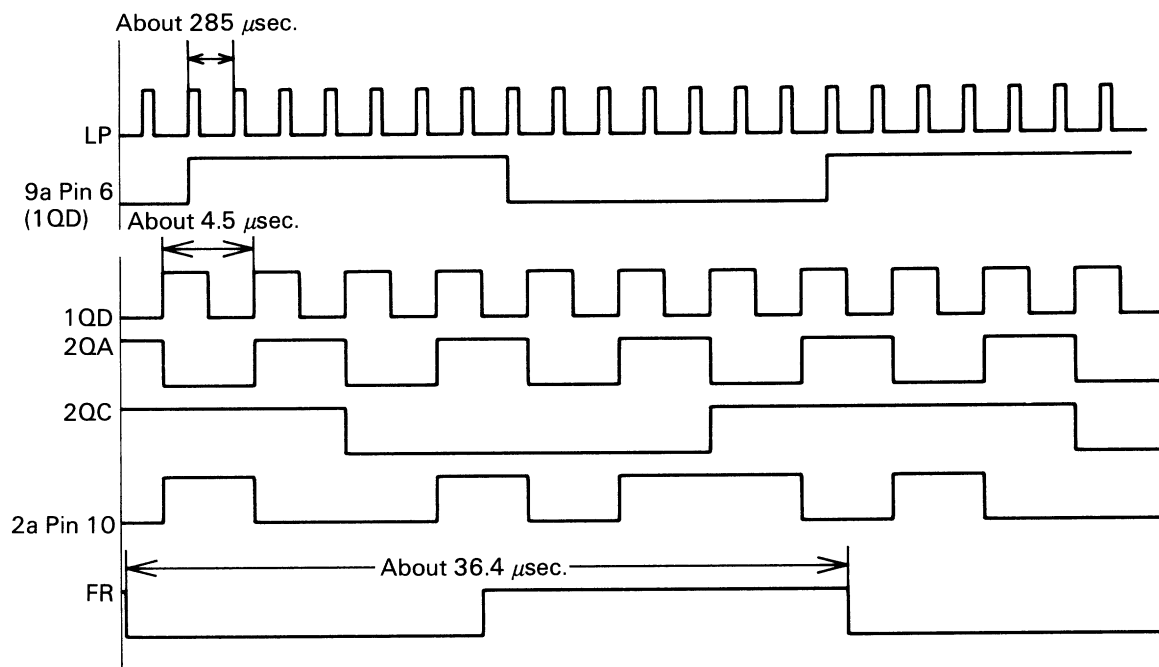 About 285 μsec.
LP
9a Pin 6
(1QD)
About 4.5 μsec.
1QD
2QA
2QC
2a Pin 10
About 36.4 μsec.
FR